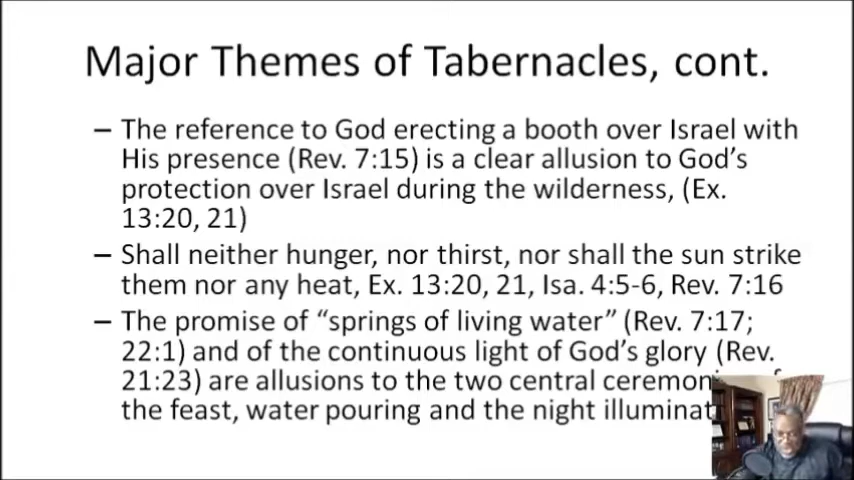 Major Themes of Tabernacles, cont.
– The reference to God erecting a booth over Israel with
His presence (Rev. 7:15) is a clear allusion to God’s
protection over Israel during the wilderness, (Ex.
13:20, 21)
– Shall neither hunger, nor thirst, nor shall the sun strike
them nor any heat, Ex. 13:20, 21, Isa. 4:5-6, Rev. 7:16
– The promise of “springs of living water” (Rev. 7:17;
22:1) and of the continuous light of God’s glory (Rev.
21:23) are allusions to the two central
the feast, water pouring and the night